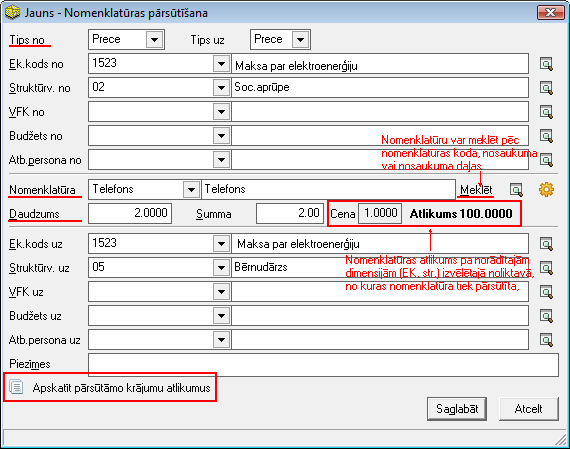 Jauns - Nomenklatūras pārsūtīšana
Tips no Prece Tips uz Prece
Ek.kods no 1523 Maksa par elektroenģiju
Struktūrv. no 02 Soc.aprūpe
VFK no
Budžets no
Atb.persona no
Nomenklatūru var meklēt pēc
nomenklatūras koda, nosaukuma
vai nosaukuma daļas
Nomenklatūra Telefons Telefons Meklēt
Daudzums 2.0000 Summa 2.00 Cena 1.0000 Atlikums 100.0000
Ek.kods uz 1523 Maksa par elektroenģiju
Struktūrv. uz 05 Bērnudārzs
Nomenklatūras atlikums pa norādītajām
dimensijām (EK, str.) izvēlētajā noliktavā,
no kuras nomenklatūra tiek pārsūtīta,
VFK uz
Budžets uz
Atb.persona uz
Piezīmes
Apskatīt pārsūtāmo krājumu atlikumus
Saglabāt Atcelt